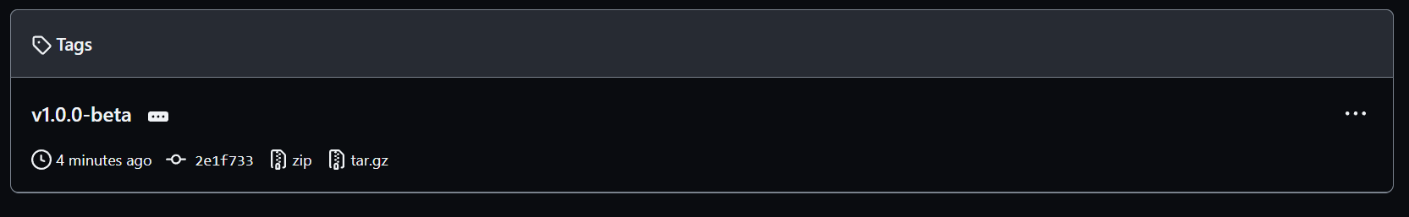 Tags
v1.0.0-beta
4 minutes ago 2e1f733 zip tar.gz